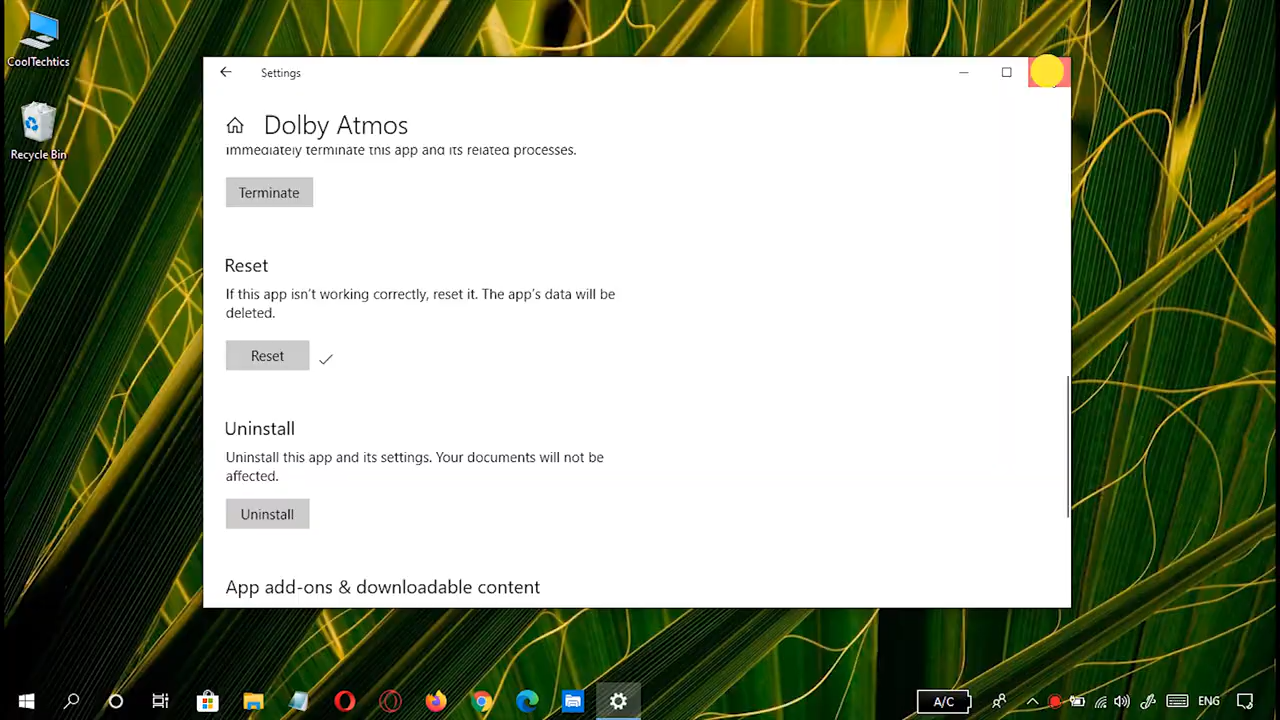 CoolTechtics
Recycle Bin
Settings
Dolby Atmos
immediately terminate this app and its related processes.
Terminate
Reset
If this app isn't working correctly, reset it. The app's data will be
deleted.
Reset
Uninstall
Uninstall this app and its settings. Your documents will not be
affected.
Uninstall
App add-ons & downloadable content
A/C
ENG